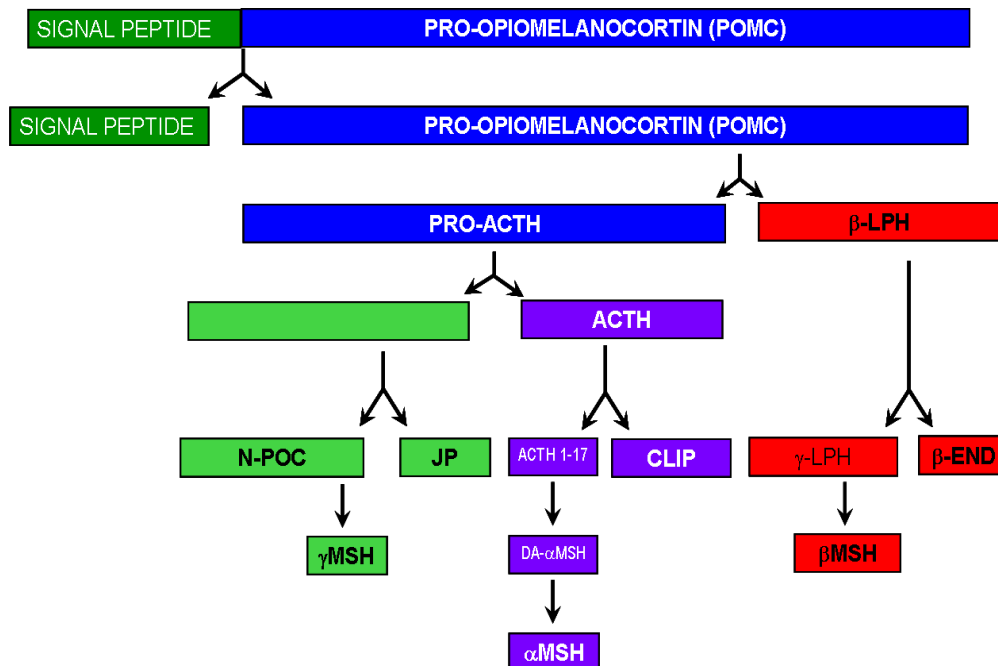 SIGNAL PEPTIDE
PRO-OPIOMELANOCORTIN (POMC)
SIGNAL PEPTIDE
PRO-OPIOMELANOCORTIN (POMC)
PRO-ACTH
β-LPH
ACTH
N-POC
JP
ACTH 1-17
CLIP
γ-LPH
β-END
γMSH
DA-αMSH
βMSH
αMSH